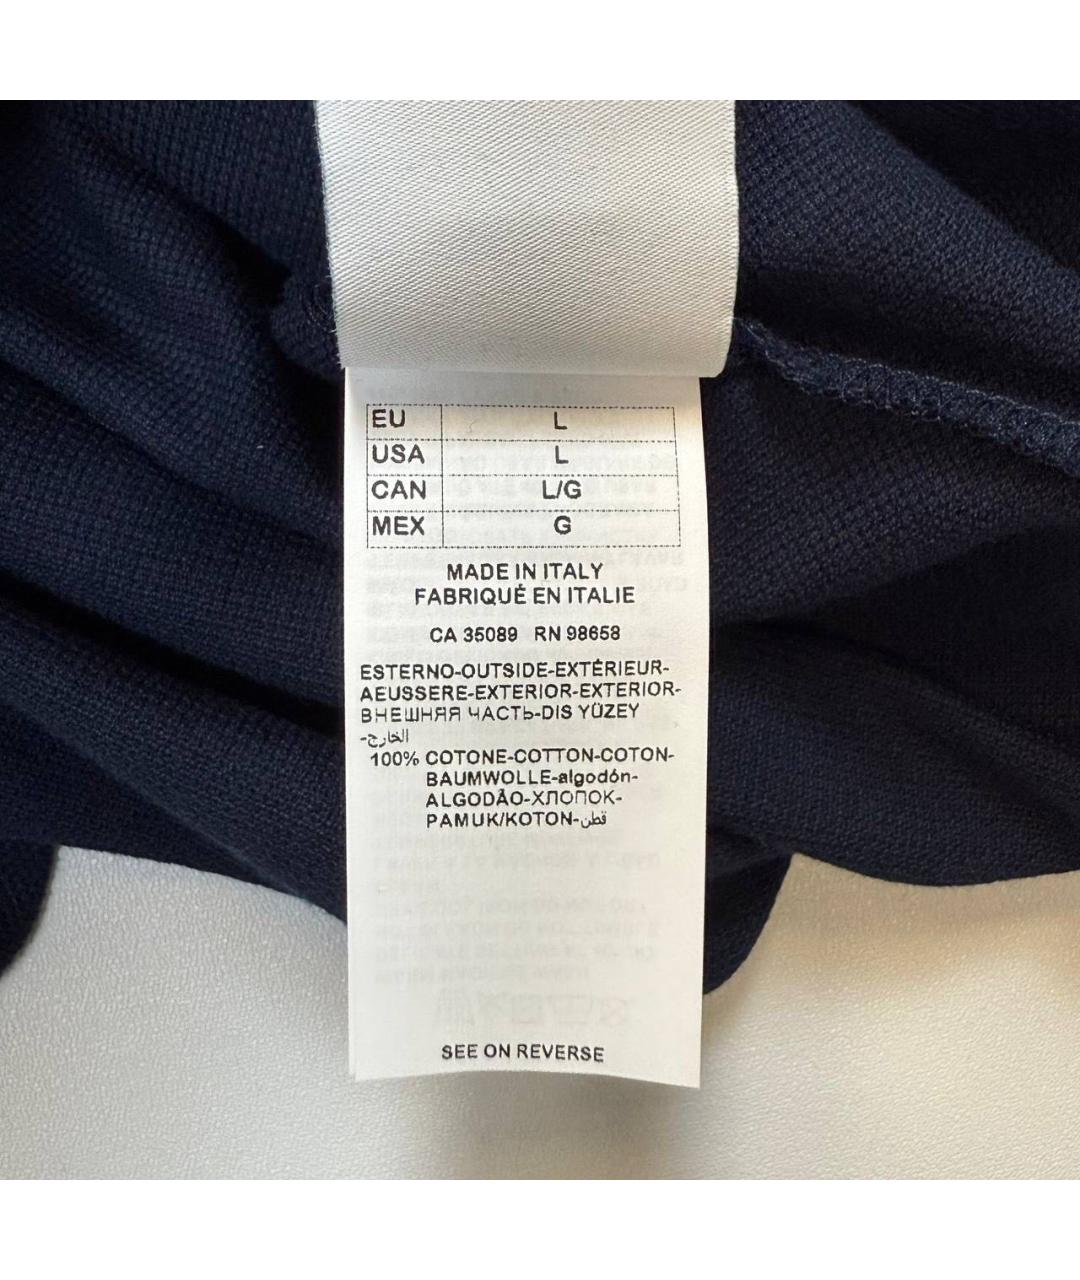 EU L
USA L
CAN L/G
MEX G
MADE IN ITALY
FABRIQUÉ EN ITALIE
CA 35089 RN 98658
ESTERNO-OUTSIDE-EXTÉRIEUR-
AEUSSERE-EXTERIOR-EXTERIOR-
ВНЕШНЯЯ ЧАСТЬ-DIS YÜZEY
-الخارج
100% COTONE-COTTON-COTON-
BAUMWOLLE-algodón-
ALGODÃO-ХЛОПОК-
PAMUK/KOTON-قطن
SEE ON REVERSE